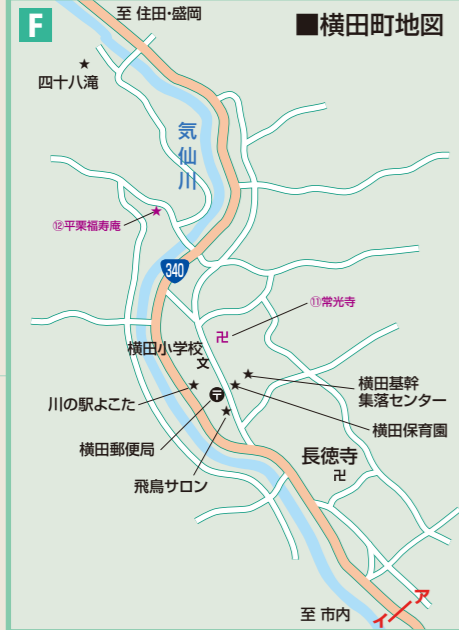 F
至 住田・盛岡
■横田町地図
四十八滝
気仙川
⑫平栗福寿庵
340
⑪常光寺
卍
横田小学校
文
川の駅よこた
〒
横田基幹
集落センター
横田郵便局
横田保育園
飛鳥サロン
長徳寺
卍
至 市内
イ
ア